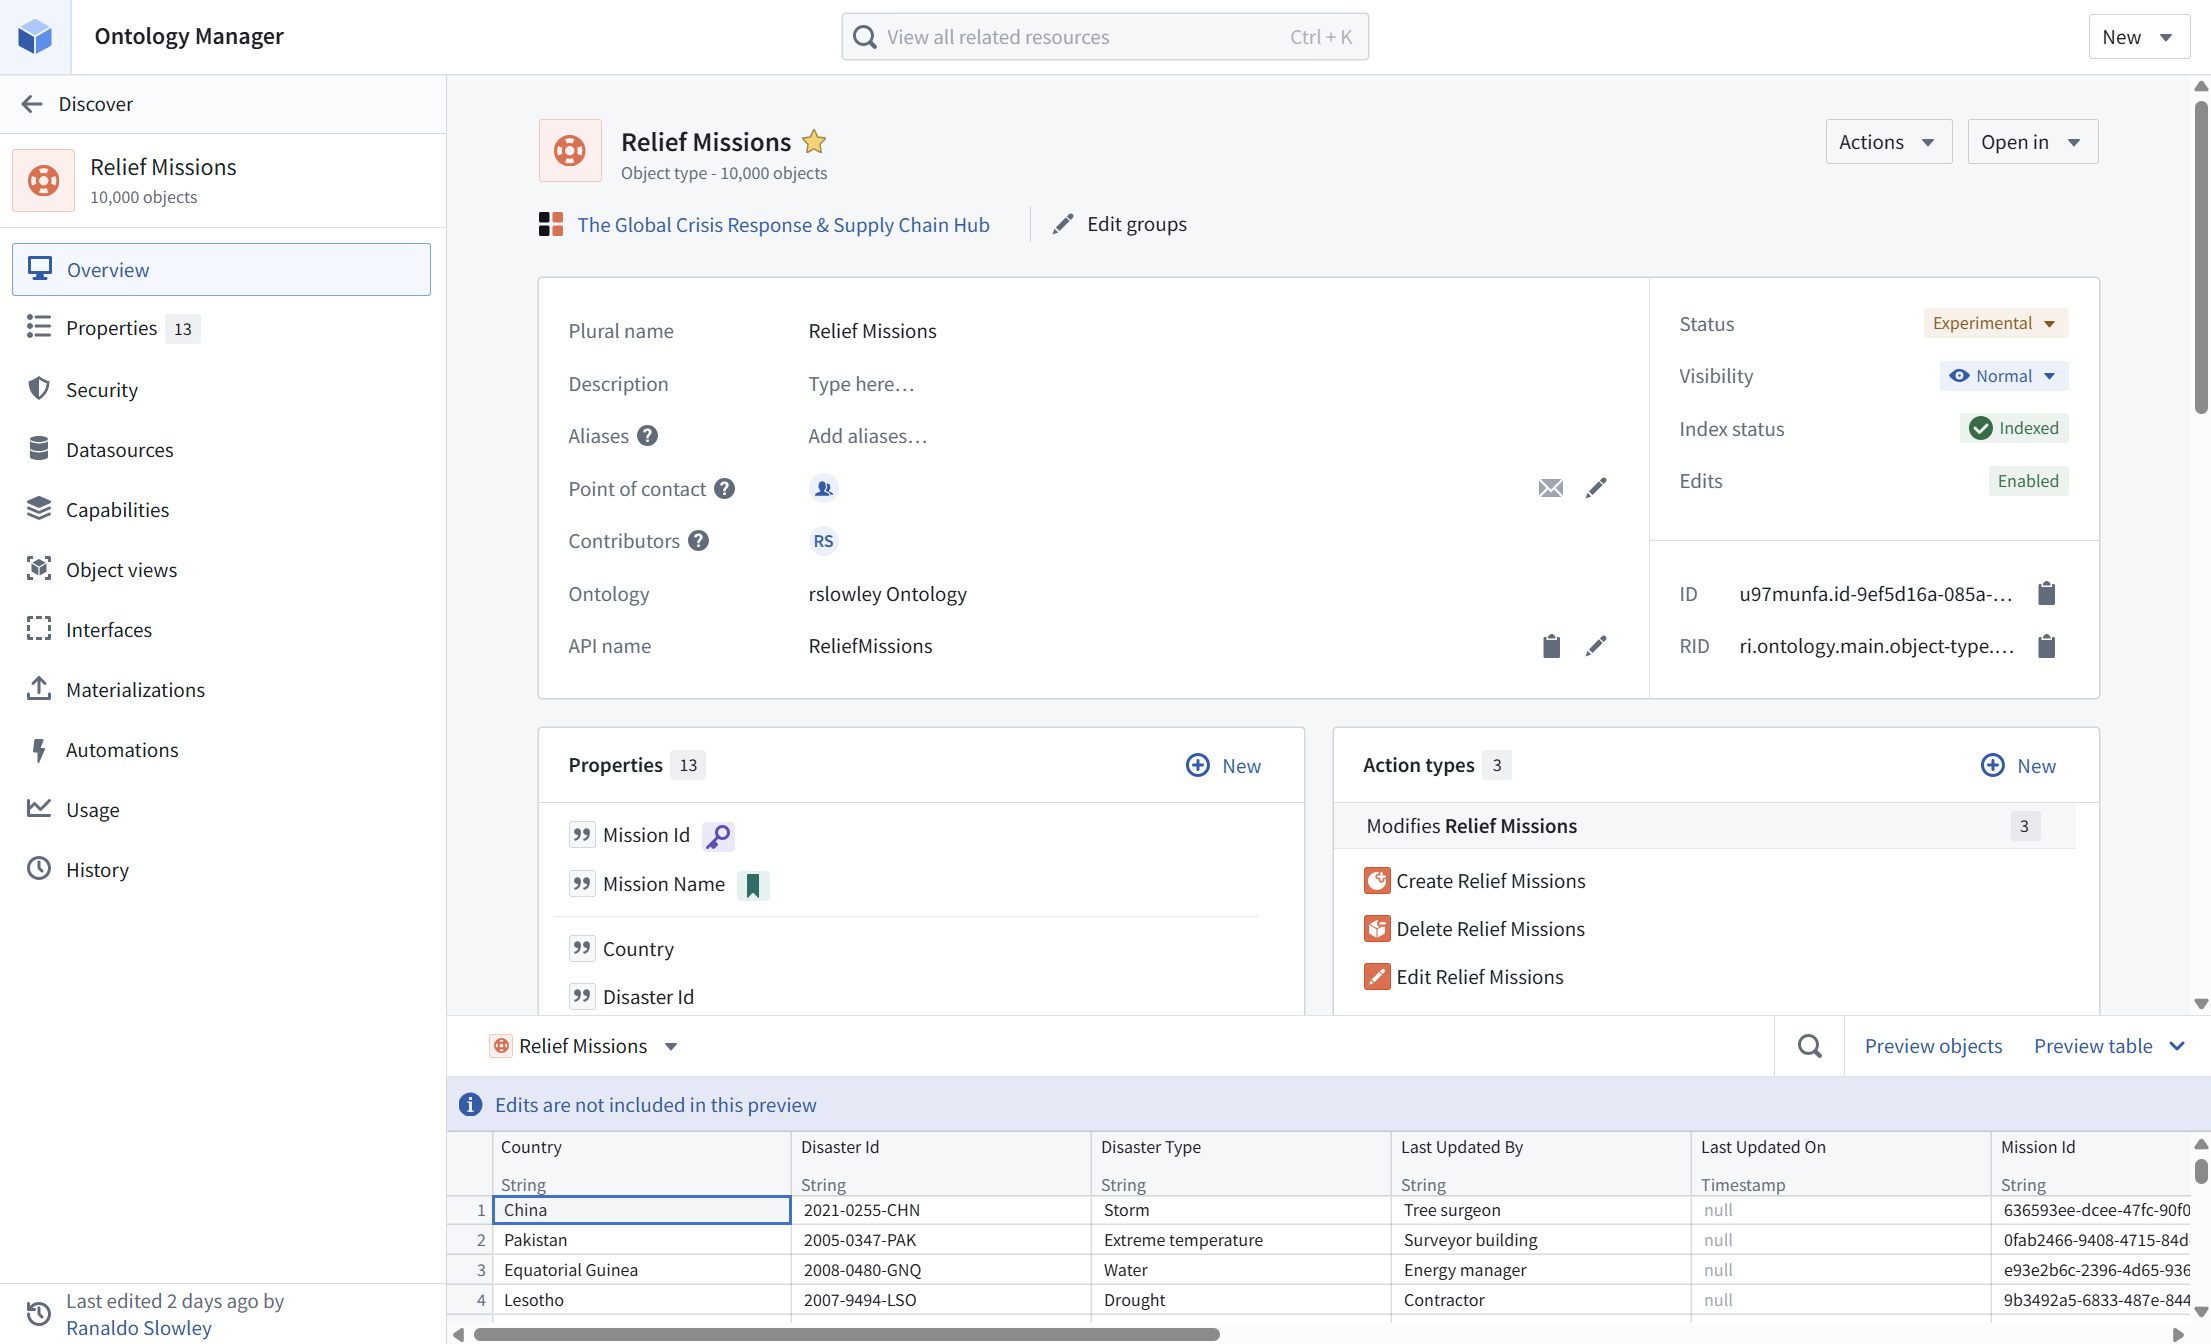 Ontology Manager
View all related resources
Ctrl + K
New
Discover
Relief Missions
10,000 objects
Overview
Properties 13
Security
Datasources
Capabilities
Object views
Interfaces
Materializations
Automations
Usage
History
Last edited 2 days ago by
Ranaldo Slowley
Relief Missions
Object type - 10,000 objects
Actions
Open in
The Global Crisis Response & Supply Chain Hub
Edit groups
Plural name Relief Missions
Description Type here…
Aliases Add aliases…
Point of contact
Contributors RS
Ontology rslowley Ontology
API name ReliefMissions
Status Experimental
Visibility Normal
Index status Indexed
Edits Enabled
ID u97munfa.id-9ef5d16a-085a-…
RID ri.ontology.main.object-type.…
Properties 13 New
Mission Id
Mission Name
Country
Disaster Id
Action types 3 New
Modifies Relief Missions 3
Create Relief Missions
Delete Relief Missions
Edit Relief Missions
Relief Missions
Preview objects
Preview table
Edits are not included in this preview
Country Disaster Id Disaster Type Last Updated By Last Updated On Mission Id
String String String String Timestamp String
1 China 2021-0255-CHN Storm Tree surgeon null 636593ee-dcee-47fc-90f0
2 Pakistan 2005-0347-PAK Extreme temperature Surveyor building null 0fab2466-9408-4715-84d
3 Equatorial Guinea 2008-0480-GNQ Water Energy manager null e93e2b6c-2396-4d65-936
4 Lesotho 2007-9494-LSO Drought Contractor null 9b3492a5-6833-487e-844